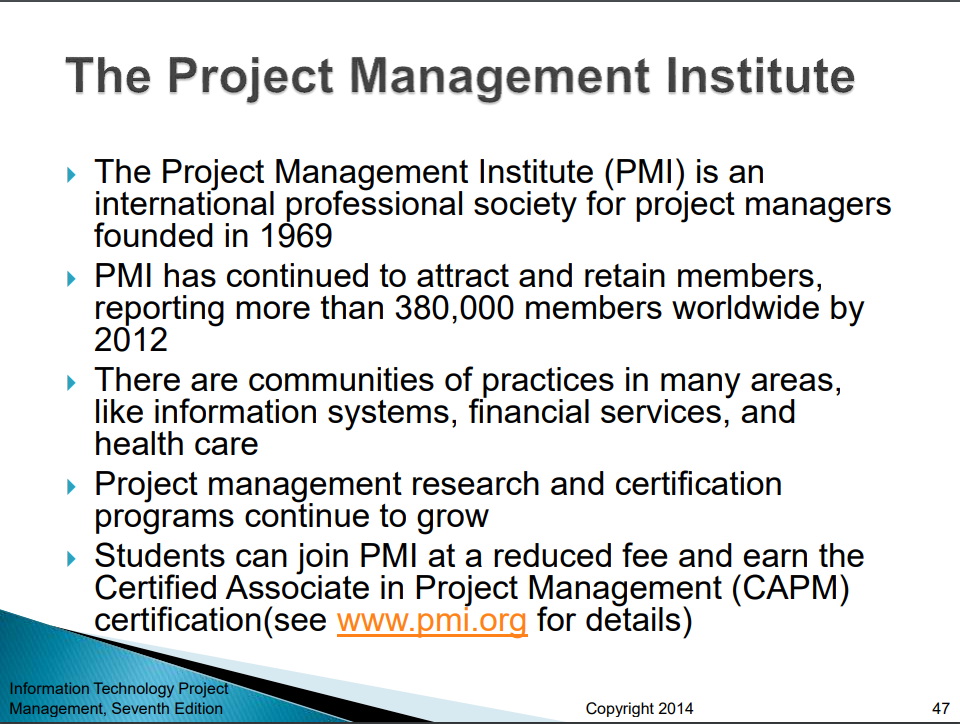 The Project Management Institute
The Project Management Institute (PMI) is an
international professional society for project managers
founded in 1969
PMI has continued to attract and retain members,
reporting more than 380,000 members worldwide by
2012
There are communities of practices in many areas,
like information systems, financial services, and
health care
Project management research and certification
programs continue to grow
Students can join PMI at a reduced fee and earn the
Certified Associate in Project Management (CAPM)
certification(see www.pmi.org for details)
Information Technology Project
Management, Seventh Edition
Copyright 2014
47